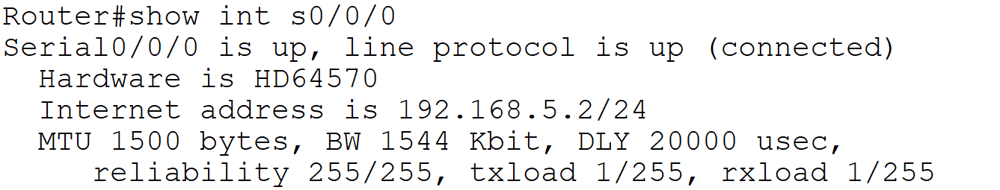 Router#show int s0/0/0
Serial0/0/0 is up, line protocol is up (connected)
Hardware is HD64570
Internet address is 192.168.5.2/24
MTU 1500 bytes, BW 1544 Kbit, DLY 20000 usec,
reliability 255/255, txload 1/255, rxload 1/255